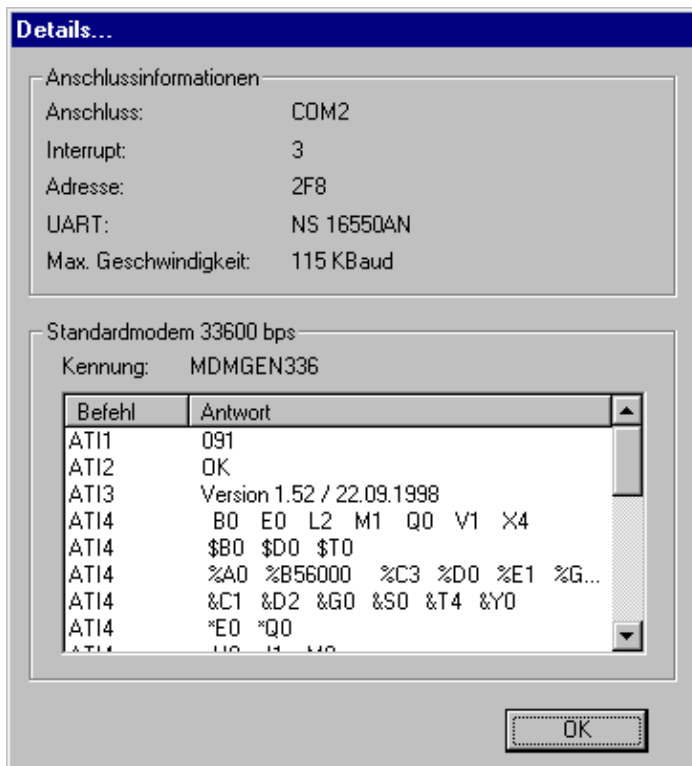 Details...
Anschlussinformationen
Anschluss: COM2
Interrupt: 3
Adresse: 2F8
UART: NS 16550AN
Max. Geschwindigkeit: 115 KBaud
Standardmodem 33600 bps
Kennung: MDMGEN336
Befehl Antwort
ATI1 091
ATI2 OK
ATI3 Version 1.52 / 22.09.1998
ATI4 B0 E0 L2 M1 Q0 V1 X4
ATI4 $B0 $D0 $T0
ATI4 %A0 %B56000 %C3 %D0 %E1 %G...
ATI4 &C1 &D2 &G0 &S0 &T4 &Y0
ATI4 *E0 *Q0
OK